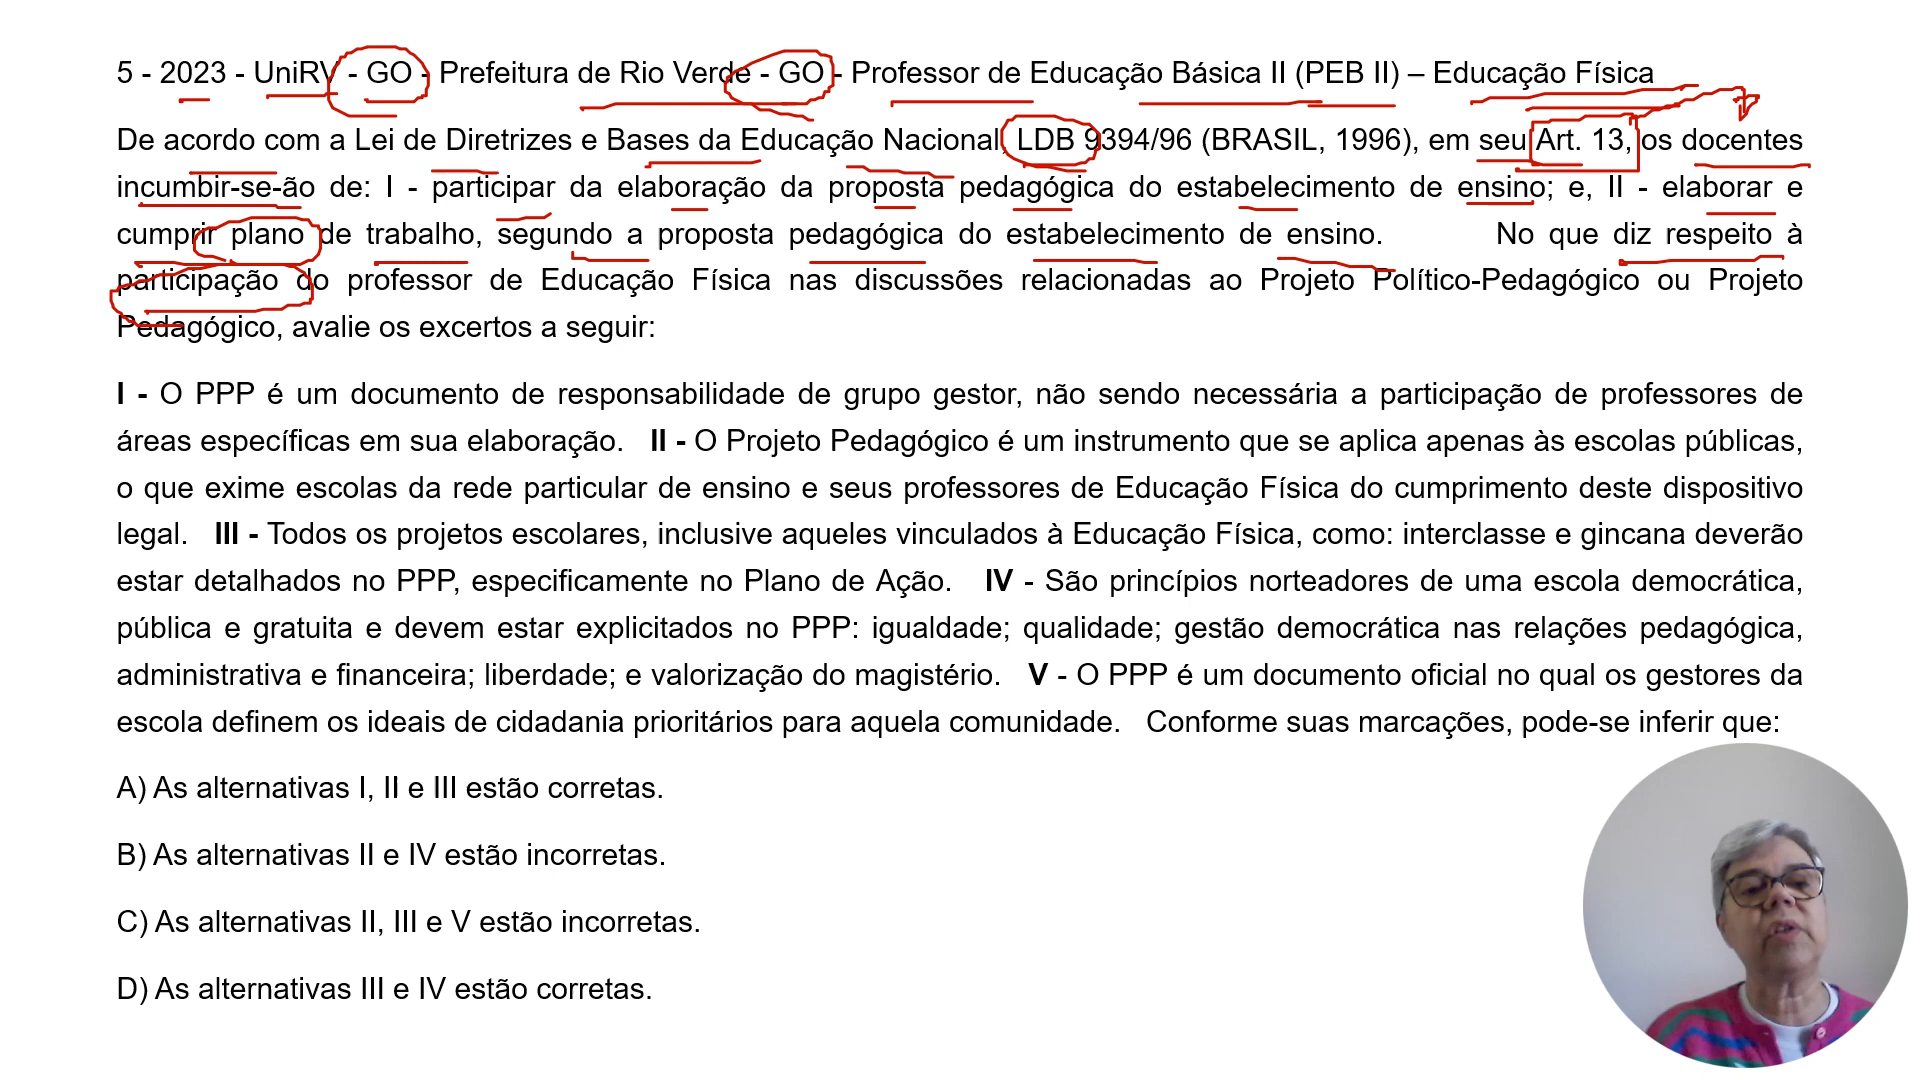 5 - 2023 - UniRV - GO - Prefeitura de Rio Verde - GO - Professor de Educação Básica II (PEB II) – Educação Física
De acordo com a Lei de Diretrizes e Bases da Educação Nacional, LDB 9394/96 (BRASIL, 1996), em seu Art. 13, os docentes
incumbir-se-ão de: I - participar da elaboração da proposta pedagógica do estabelecimento de ensino; e, II - elaborar e
cumprir plano de trabalho, segundo a proposta pedagógica do estabelecimento de ensino. No que diz respeito à
participação do professor de Educação Física nas discussões relacionadas ao Projeto Político-Pedagógico ou Projeto
Pedagógico, avalie os excertos a seguir:
I - O PPP é um documento de responsabilidade de grupo gestor, não sendo necessária a participação de professores de
áreas específicas em sua elaboração. II - O Projeto Pedagógico é um instrumento que se aplica apenas às escolas públicas,
o que exime escolas da rede particular de ensino e seus professores de Educação Física do cumprimento deste dispositivo
legal. III - Todos os projetos escolares, inclusive aqueles vinculados à Educação Física, como: interclasse e gincana deverão
estar detalhados no PPP, especificamente no Plano de Ação. IV - São princípios norteadores de uma escola democrática,
pública e gratuita e devem estar explicitados no PPP: igualdade; qualidade; gestão democrática nas relações pedagógica,
administrativa e financeira; liberdade; e valorização do magistério. V - O PPP é um documento oficial no qual os gestores da
escola definem os ideais de cidadania prioritários para aquela comunidade. Conforme suas marcações, pode-se inferir que:
A) As alternativas I, II e III estão corretas.
B) As alternativas II e IV estão incorretas.
C) As alternativas II, III e V estão incorretas.
D) As alternativas III e IV estão corretas.